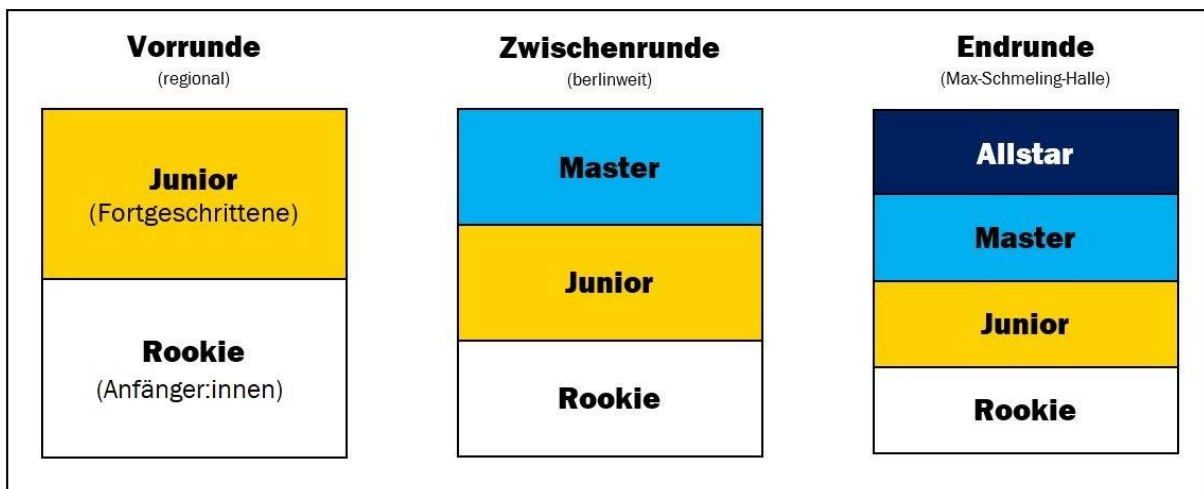 Vorrunde
(regional)
Junior
(Fortgeschrittene)
Rookie
(Anfänger:innen)
Zwischenrunde
(berlinweit)
Master
Junior
Rookie
Endrunde
(Max-Schmeling-Halle)
Allstar
Master
Junior
Rookie